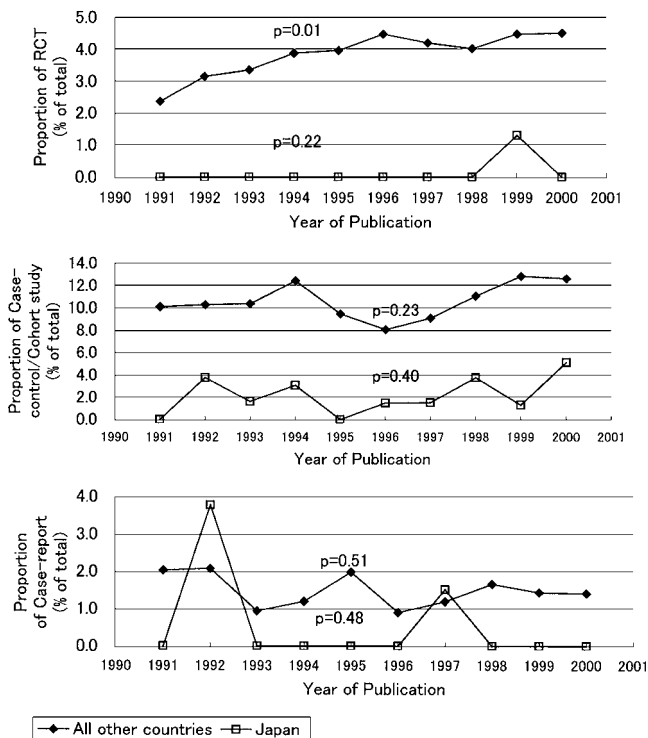 Proportion of RCT
(% of total)
5.0
4.0
3.0
2.0
1.0
0.0
p=0.01
p=0.22
1990 1991 1992 1993 1994 1995 1996 1997 1998 1999 2000 2001
Year of Publication
Proportion of Case-
control/Cohort study
(% of total)
14.0
12.0
10.0
8.0
6.0
4.0
2.0
0.0
p=0.23
p=0.40
1990 1991 1992 1993 1994 1995 1996 1997 1998 1999 2000 2001
Year of Publication
Proportion
of Case-report
(% of total)
4.0
3.0
2.0
1.0
0.0
p=0.51
p=0.48
1990 1991 1992 1993 1994 1995 1996 1997 1998 1999 2000 2001
Year of Publication
All other countries Japan